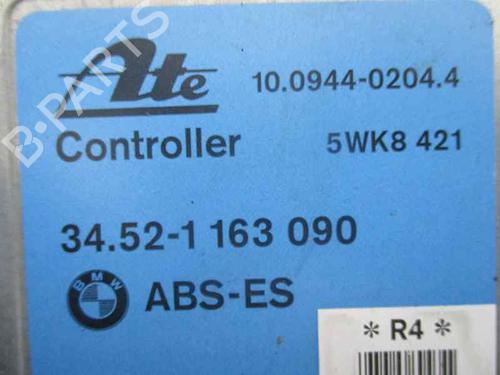 B-PARTS
Ate
10.0944-0204.4
Controller
5WK8 421
34.52-1 163 090
BMW
ABS-ES
* R4 *